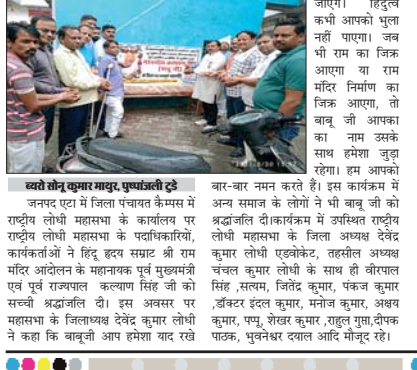 ब्यरो सोनू कुमार माथुर, पुष्पांजली टुडे
जनपद एटा में जिला पंचायत कैम्पस में
राष्ट्रीय लोधी महासभा के कार्यालय पर
राष्ट्रीय लोधी महासभा के पदाधिकारियों,
कार्यकर्ताओं ने हिंदू हृदय सम्राट श्री राम
मंदिर आंदोलन के महानायक पूर्व मुख्यमंत्री
एवं पूर्व राज्यपाल कल्याण सिंह जी को
सच्ची श्रद्धांजलि दी। इस अवसर पर
महासभा के जिलाध्यक्ष देवेंद्र कुमार लोधी
ने कहा कि बाबूजी आप हमेशा याद रखे
जाएंगे। हिंदुत्व
कभी आपको भुला
नहीं पाएगा। जब
भी राम का जिक्र
आएगा या राम
मंदिर निर्माण का
जिक्र आएगा, तो
बाबू जी आपका
का नाम उसके
साथ हमेशा जुड़ा
रहेगा। हम आपको
बार-बार नमन करते हैं। इस कार्यक्रम में
अन्य समाज के लोगों ने भी बाबू जी को
श्रद्धांजलि दी।कार्यक्रम में उपस्थित राष्ट्रीय
लोधी महासभा के जिला अध्यक्ष देवेंद्र
कुमार लोधी एडवोकेट, तहसील अध्यक्ष
चंचल कुमार लोधी के साथ ही वीरपाल
सिंह ,सत्यम, जितेंद्र कुमार, पंकज कुमार
,डॉक्टर इंदल कुमार, मनोज कुमार, अक्षय
कुमार, पप्पू, शेखर कुमार ,राहुल गुप्ता,दीपक
पाठक, भुवनेश्वर दयाल आदि मौजूद रहे।